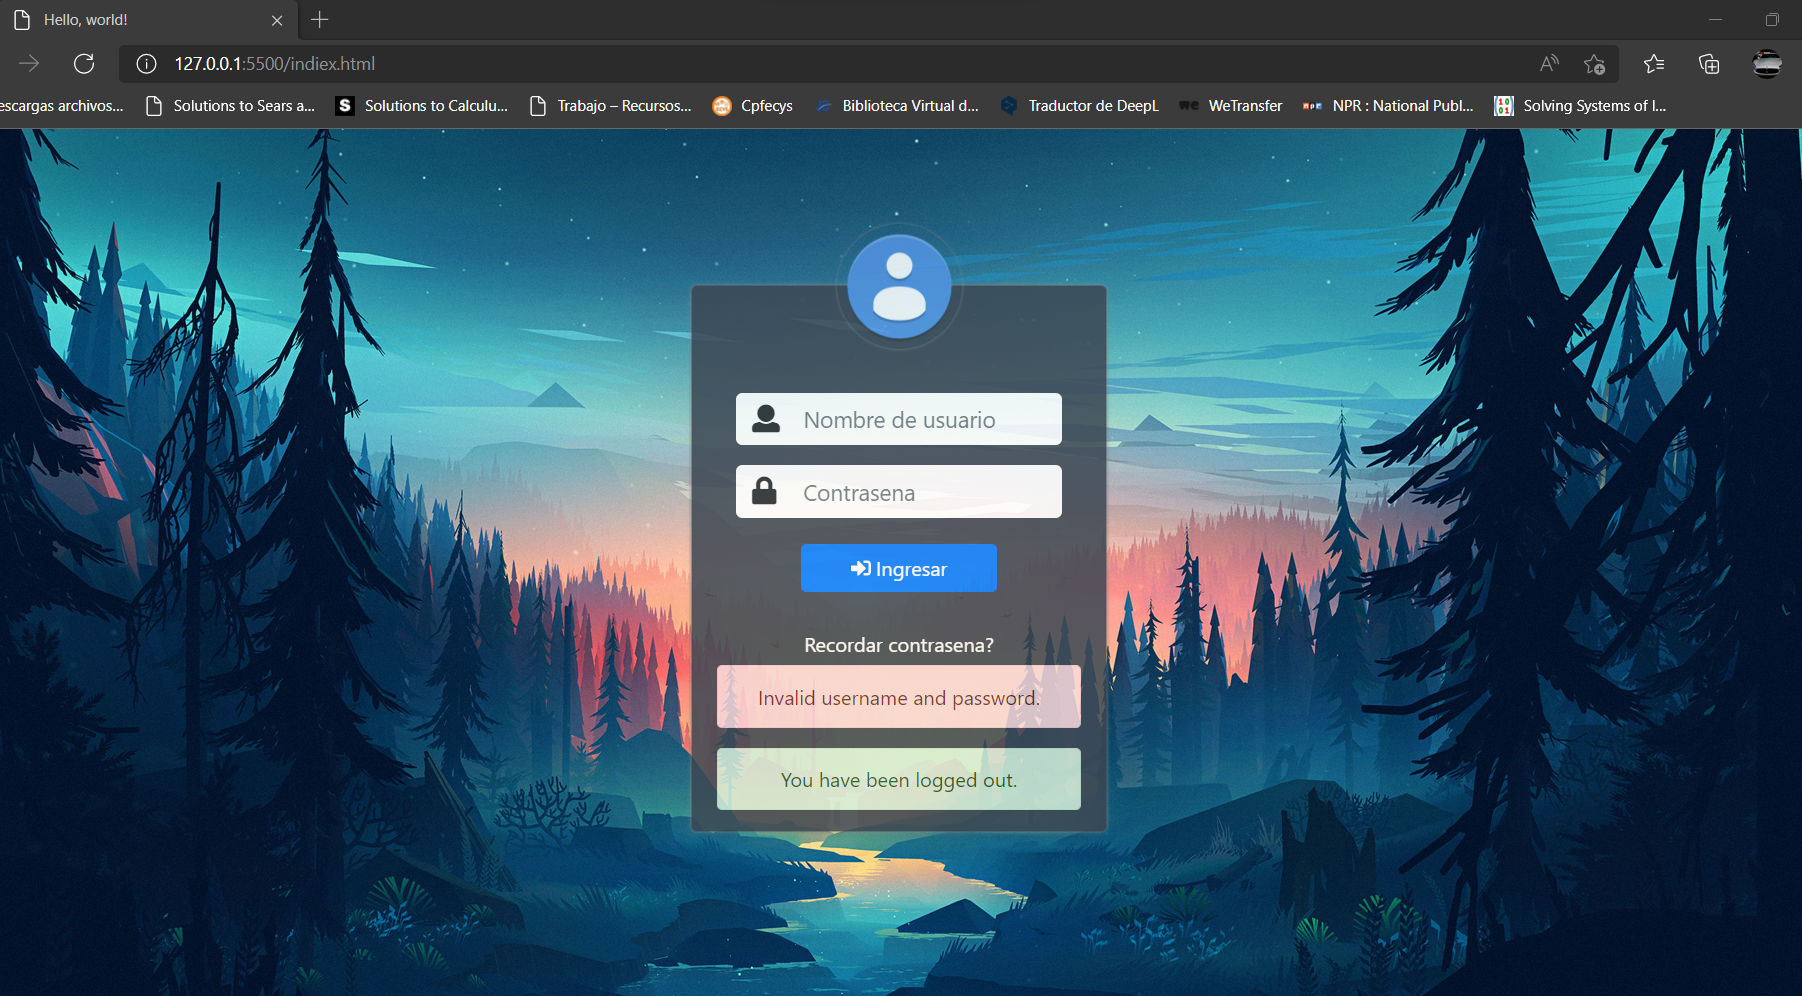 Hello, world!
127.0.0.1:5500/indiex.html
escargas archivos...
Solutions to Sears a...
S
Solutions to Calculu...
Trabajo – Recursos...
Cpfecys
Biblioteca Virtual d...
Traductor de DeepL
we
WeTransfer
npr
NPR : National Publ...
Solving Systems of l...
Nombre de usuario
Contrasena
Ingresar
Recordar contrasena?
Invalid username and password.
You have been logged out.